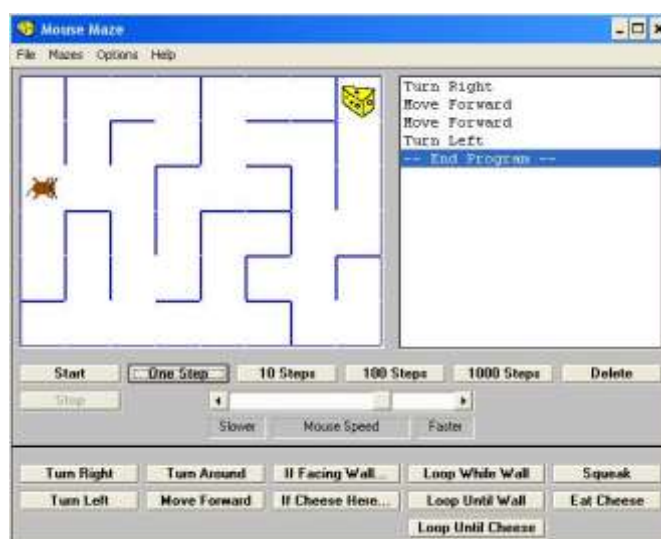 Mouse Maze
File Mazes Options Help
Turn Right
Move Forward
Move Forward
Turn Left
-- End Program --
Start One Step 10 Steps 100 Steps 1000 Steps Delete
Stop
Slower Mouse Speed Faster
Turn Right Turn Around If Facing Wall... Loop While Wall Squeak
Turn Left Move Forward If Cheese Here... Loop Until Wall Eat Cheese
Loop Until Cheese